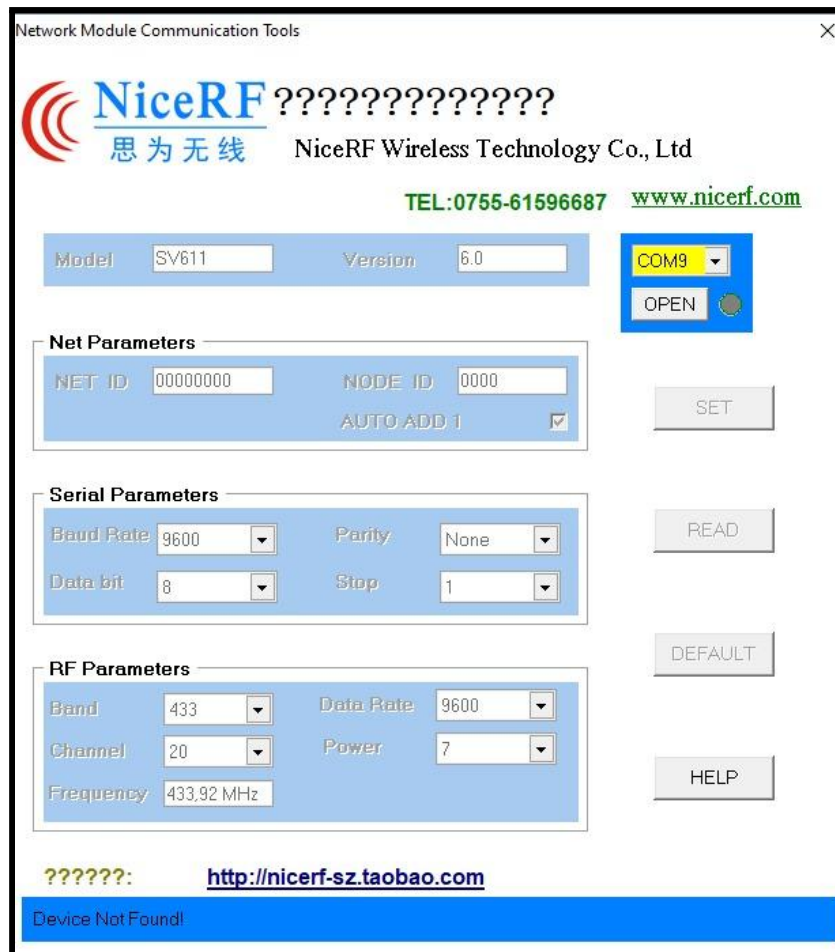 Network Module Communication Tools
NiceRF ?????????????
思为无线 NiceRF Wireless Technology Co., Ltd
TEL:0755-61596687 www.nicerf.com
Model SV611 Version 6.0
COM9
OPEN
Net Parameters
NET ID 00000000 NODE ID 0000
AUTO ADD 1
SET
Serial Parameters
Baud Rate 9600 Parity None
Data bit 8 Stop 1
READ
RF Parameters
Band 433 Data Rate 9600
Channel 20 Power 7
Frequency 433,92 MHz
DEFAULT
HELP
??????: http://nicerf-sz.taobao.com
Device Not Found!